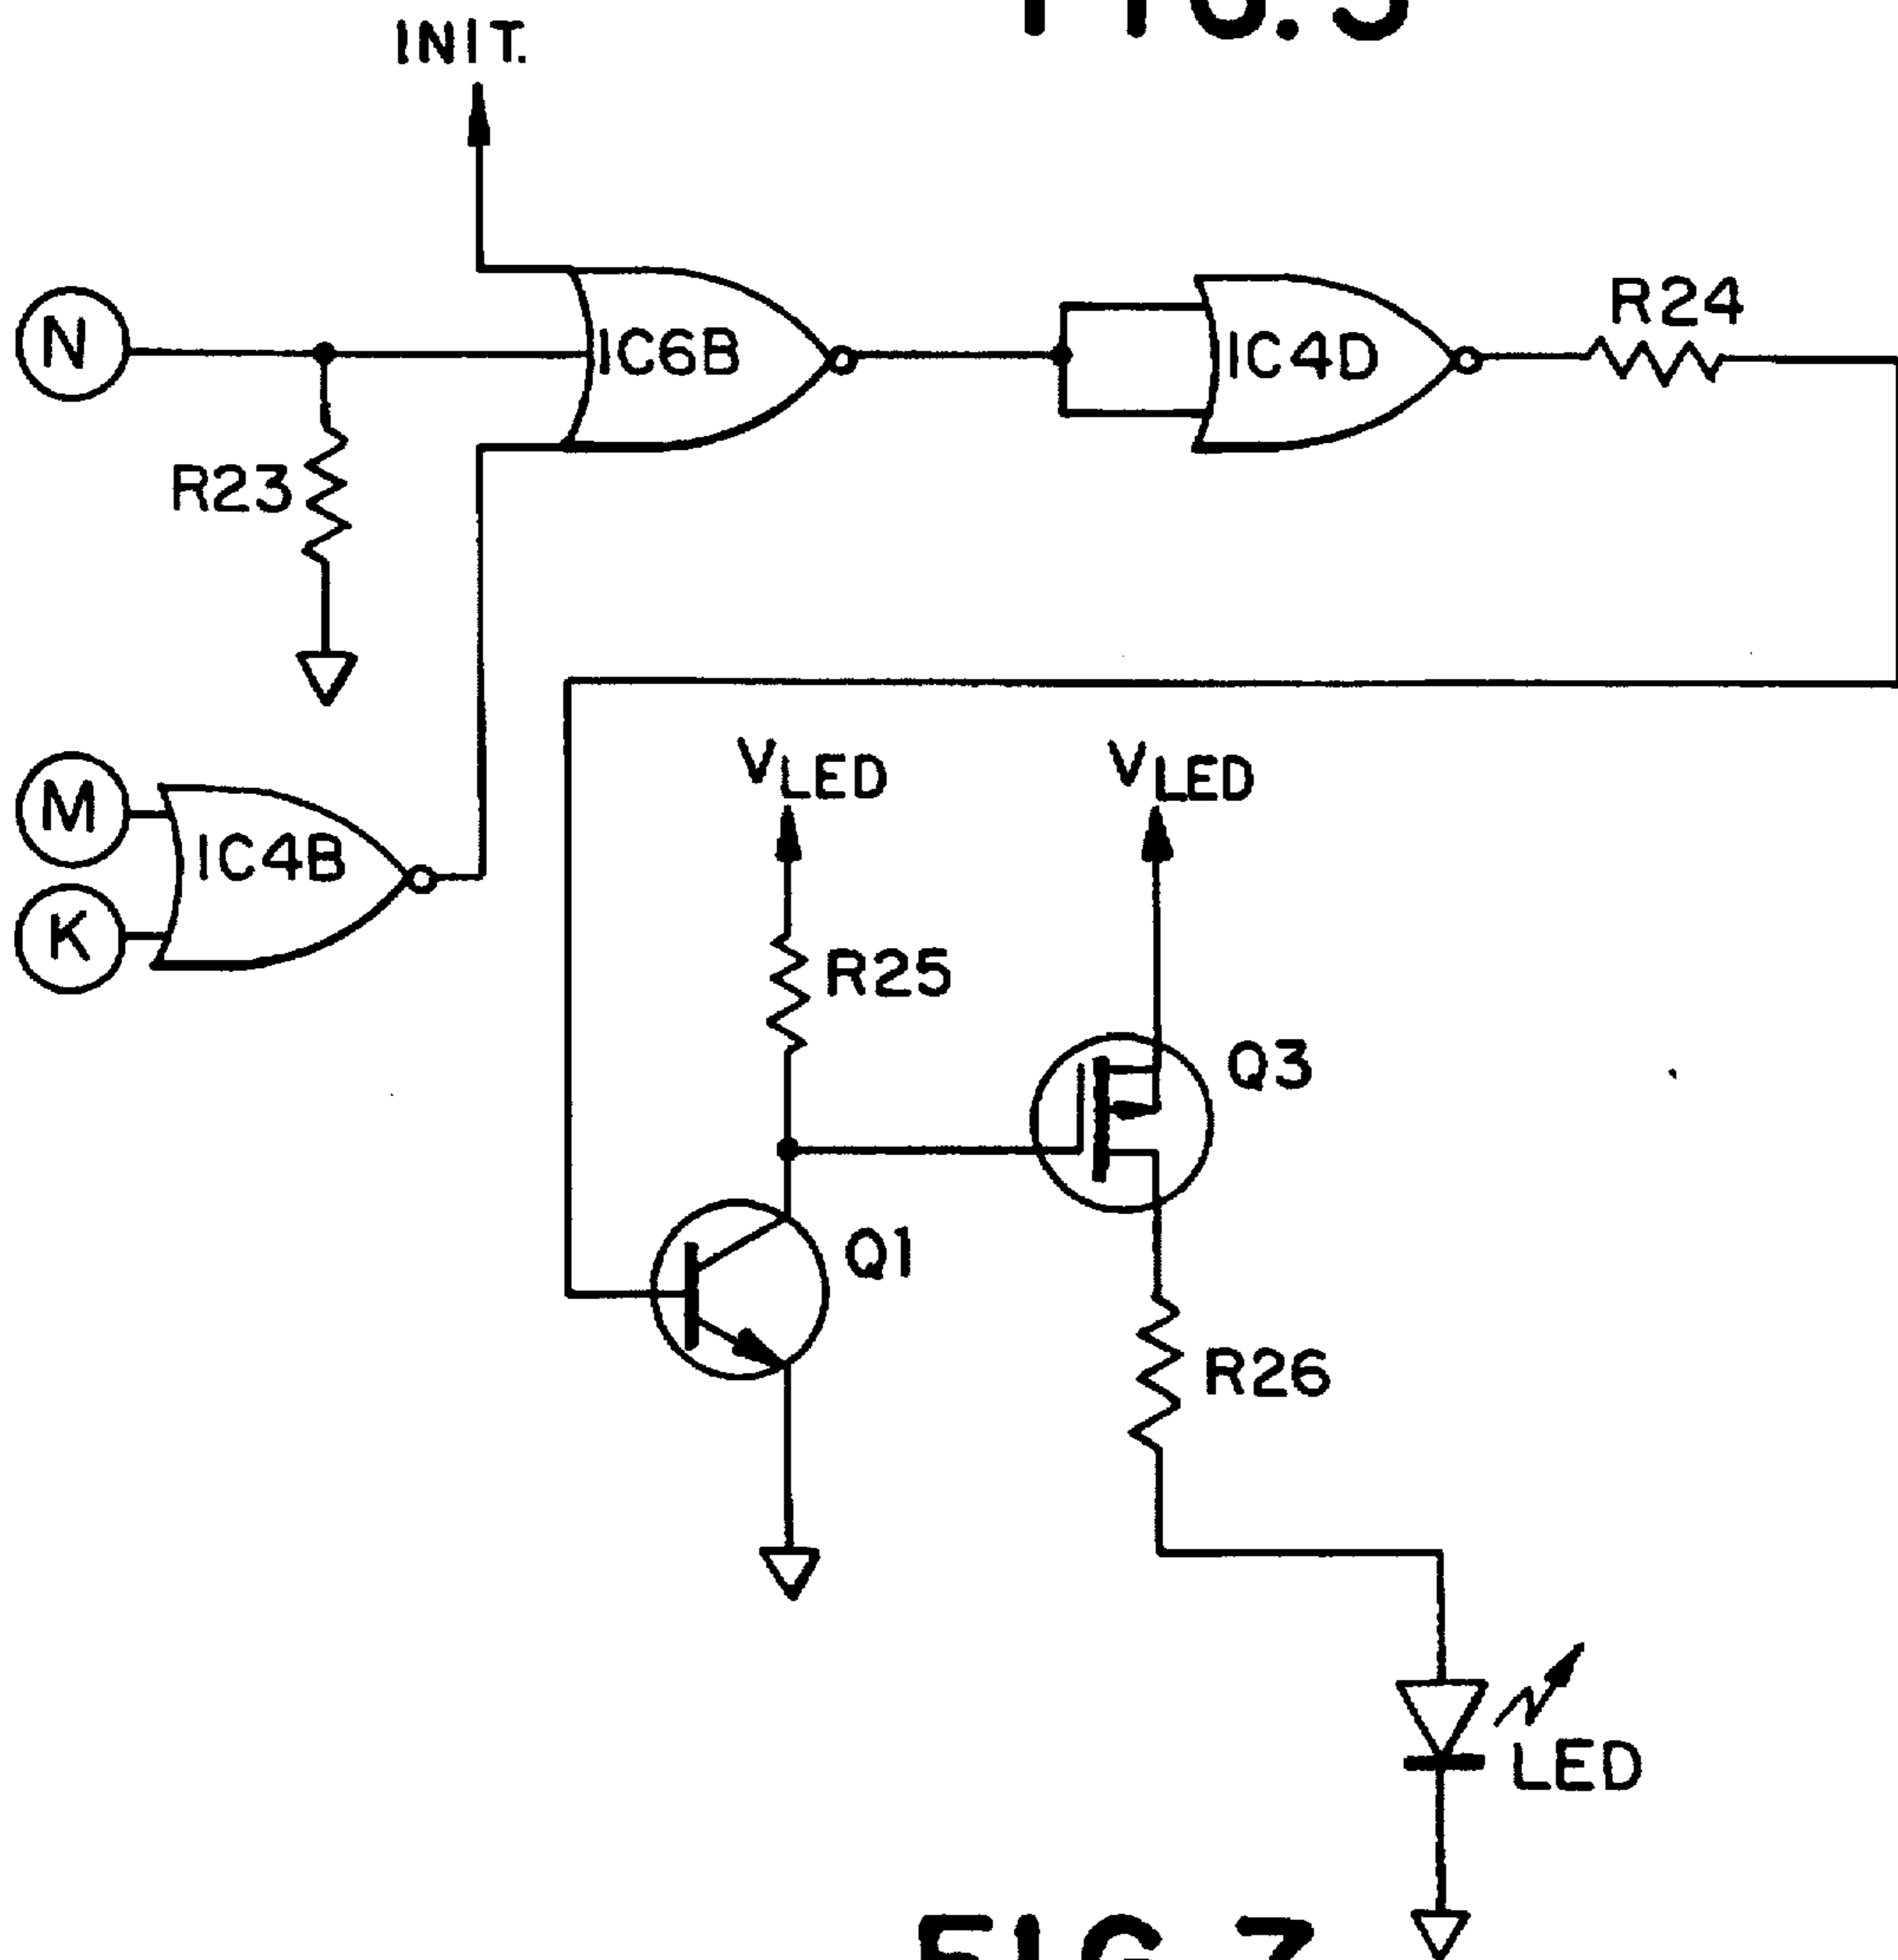 INIT.
N
IC6B
IC4D
R24
R23
VLED
VLED
M
IC4B
K
R25
Q3
Q1
R26
LED